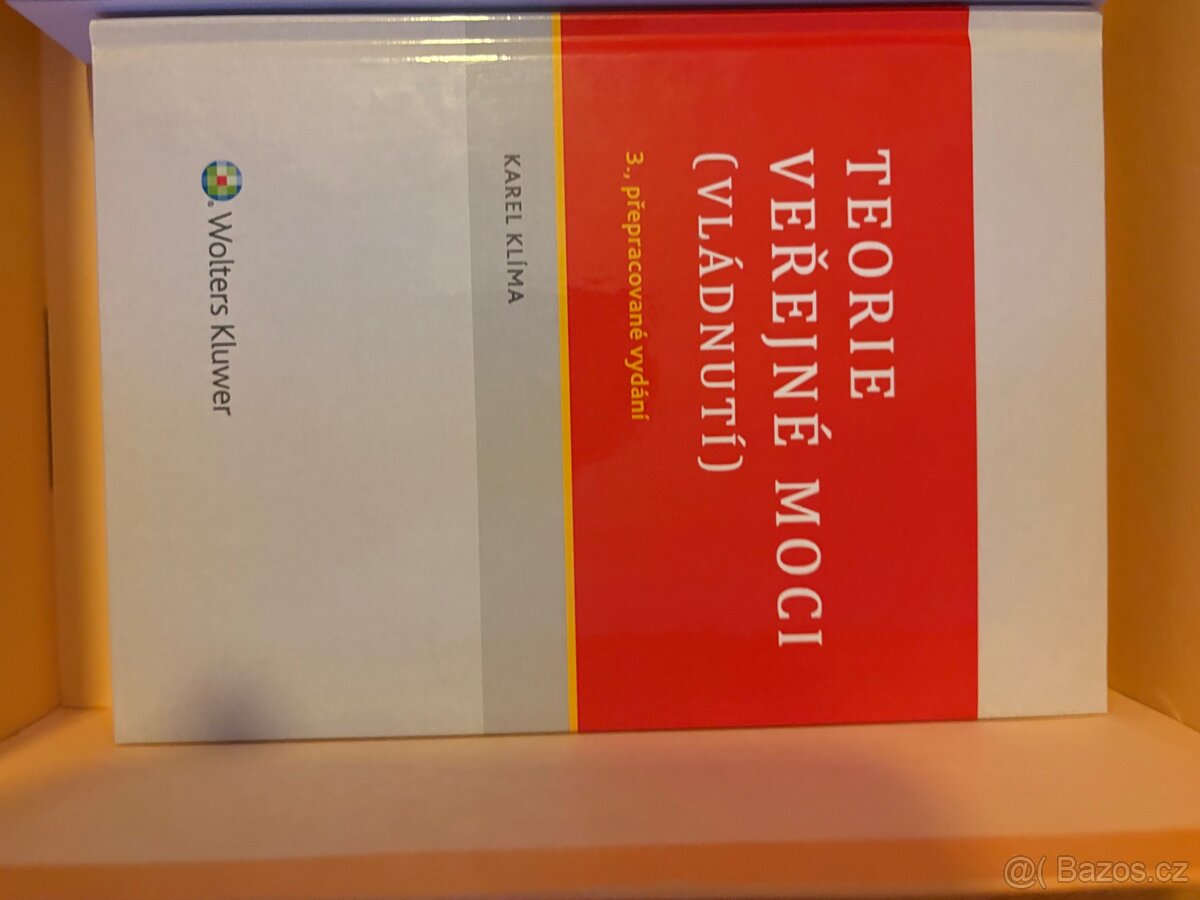 TEORIE
VEŘEJNÉ MOCI
(VLÁDNUTÍ)
3., přepracované vydání
KAREL KLÍMA
Wolters Kluwer
@( Bazos.cz